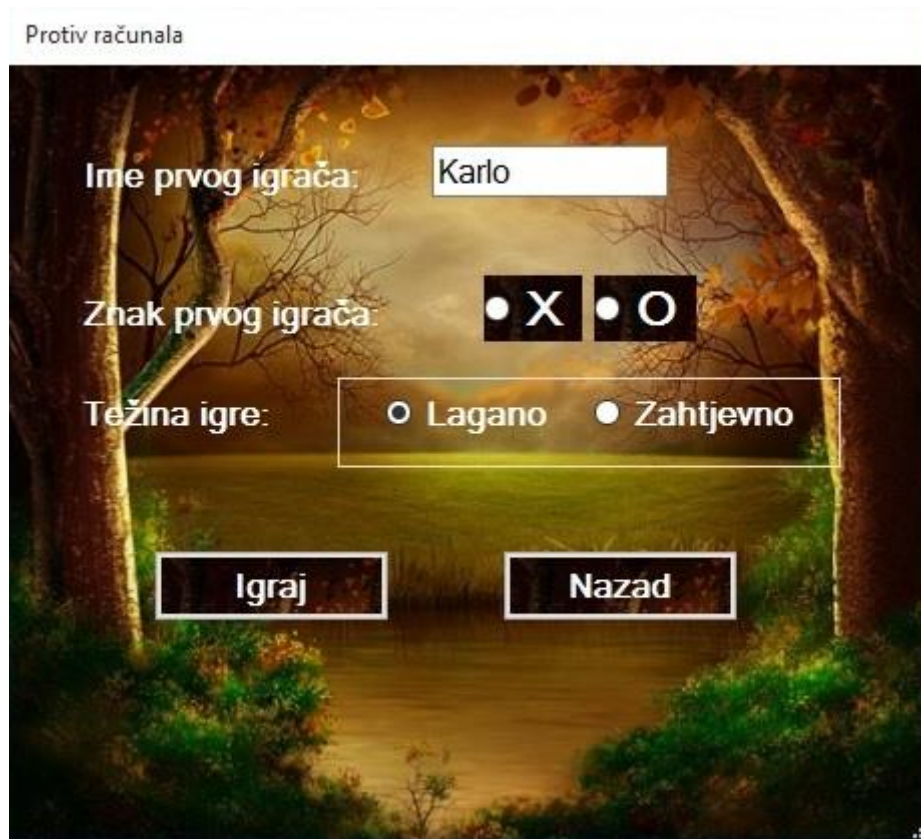 Protiv računala
Ime prvog igrača: Karlo
Znak prvog igrača: X O
Težina igre: Lagano Zahtjevno
Igraj Nazad